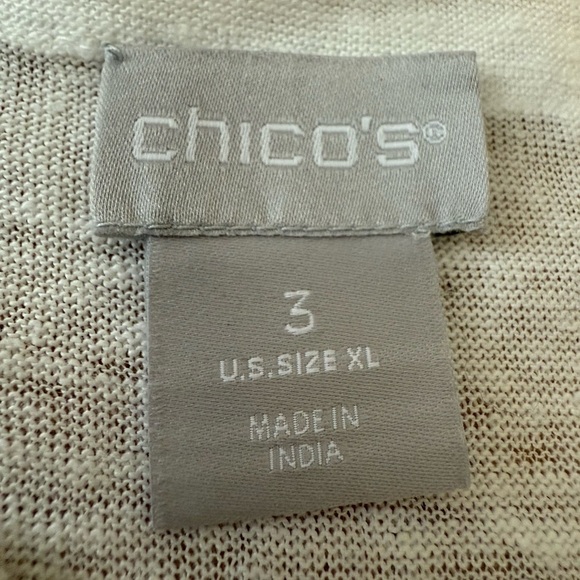 chico's®
3
U.S.SIZE XL
MADE IN
INDIA